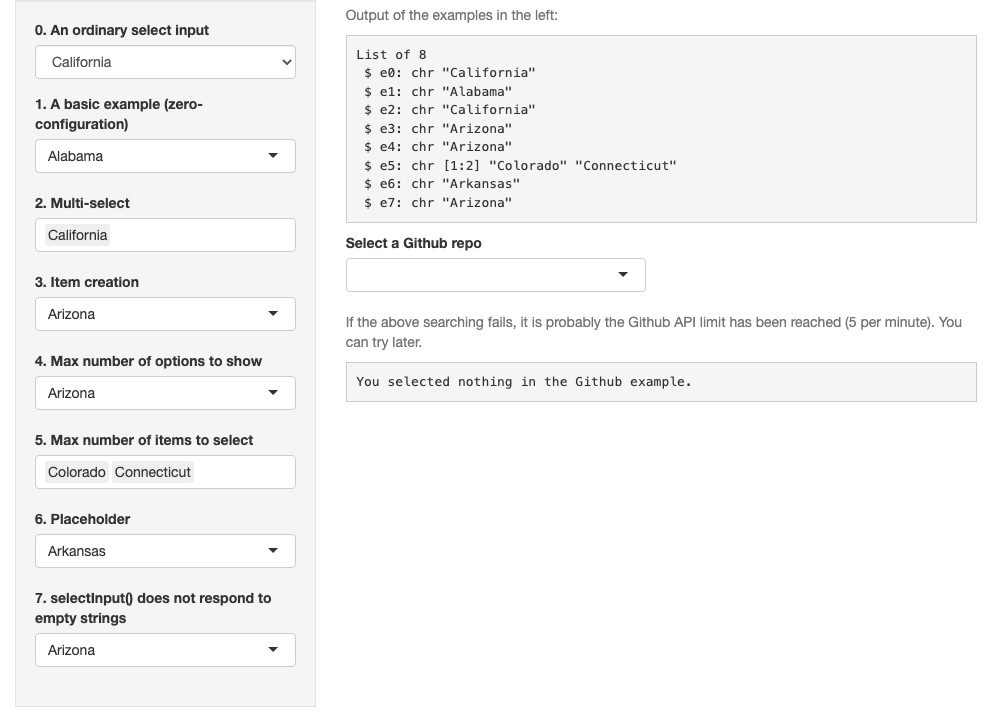 0. An ordinary select input
California
1. A basic example (zero-
configuration)
Alabama
2. Multi-select
California
3. Item creation
Arizona
4. Max number of options to show
Arizona
5. Max number of items to select
Colorado Connecticut
6. Placeholder
Arkansas
7. selectInput() does not respond to
empty strings
Arizona
Output of the examples in the left:
List of 8
$ e0: chr "California"
$ e1: chr "Alabama"
$ e2: chr "California"
$ e3: chr "Arizona"
$ e4: chr "Arizona"
$ e5: chr [1:2] "Colorado" "Connecticut"
$ e6: chr "Arkansas"
$ e7: chr "Arizona"
Select a Github repo
If the above searching fails, it is probably the Github API limit has been reached (5 per minute). You
can try later.
You selected nothing in the Github example.